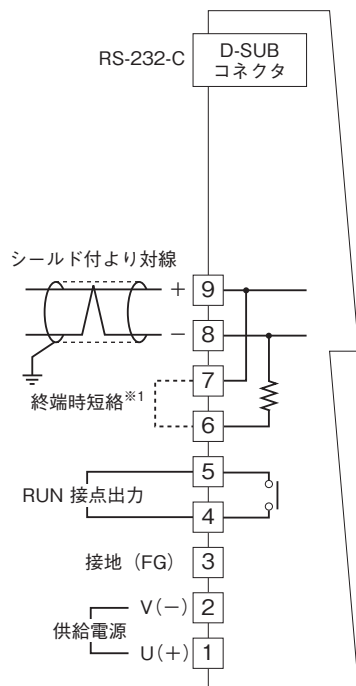 RS-232-C
D-SUB
コネクタ
シールド付より対線
+
9
−
8
7
終端時短絡※1
6
5
RUN 接点出力
4
接地（FG）
3
V（−）
2
供給電源
U（+）
1